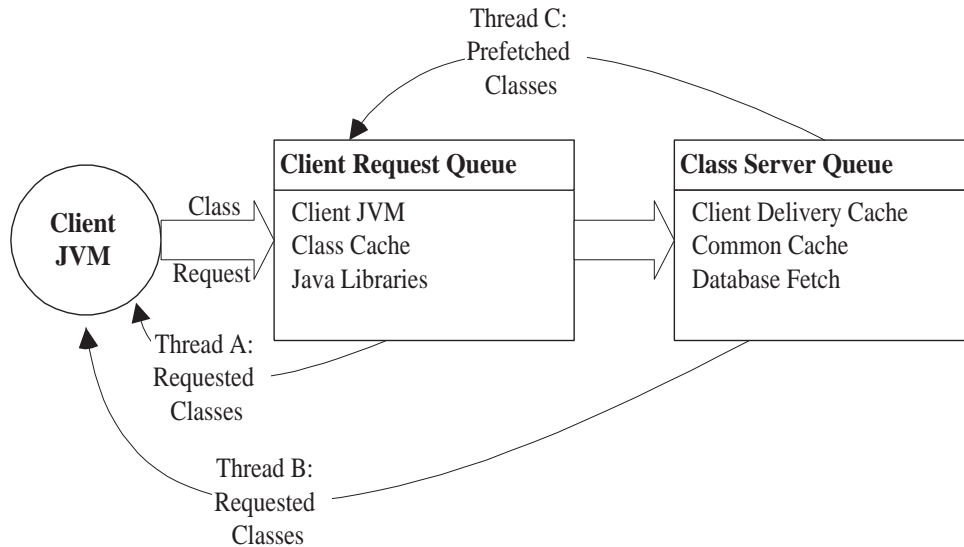 Thread C:
Prefetched
Classes
Client Request Queue
Client JVM
Class Cache
Java Libraries
Class Server Queue
Client Delivery Cache
Common Cache
Database Fetch
Client
JVM
Class
Request
Thread A:
Requested
Classes
Thread B:
Requested
Classes